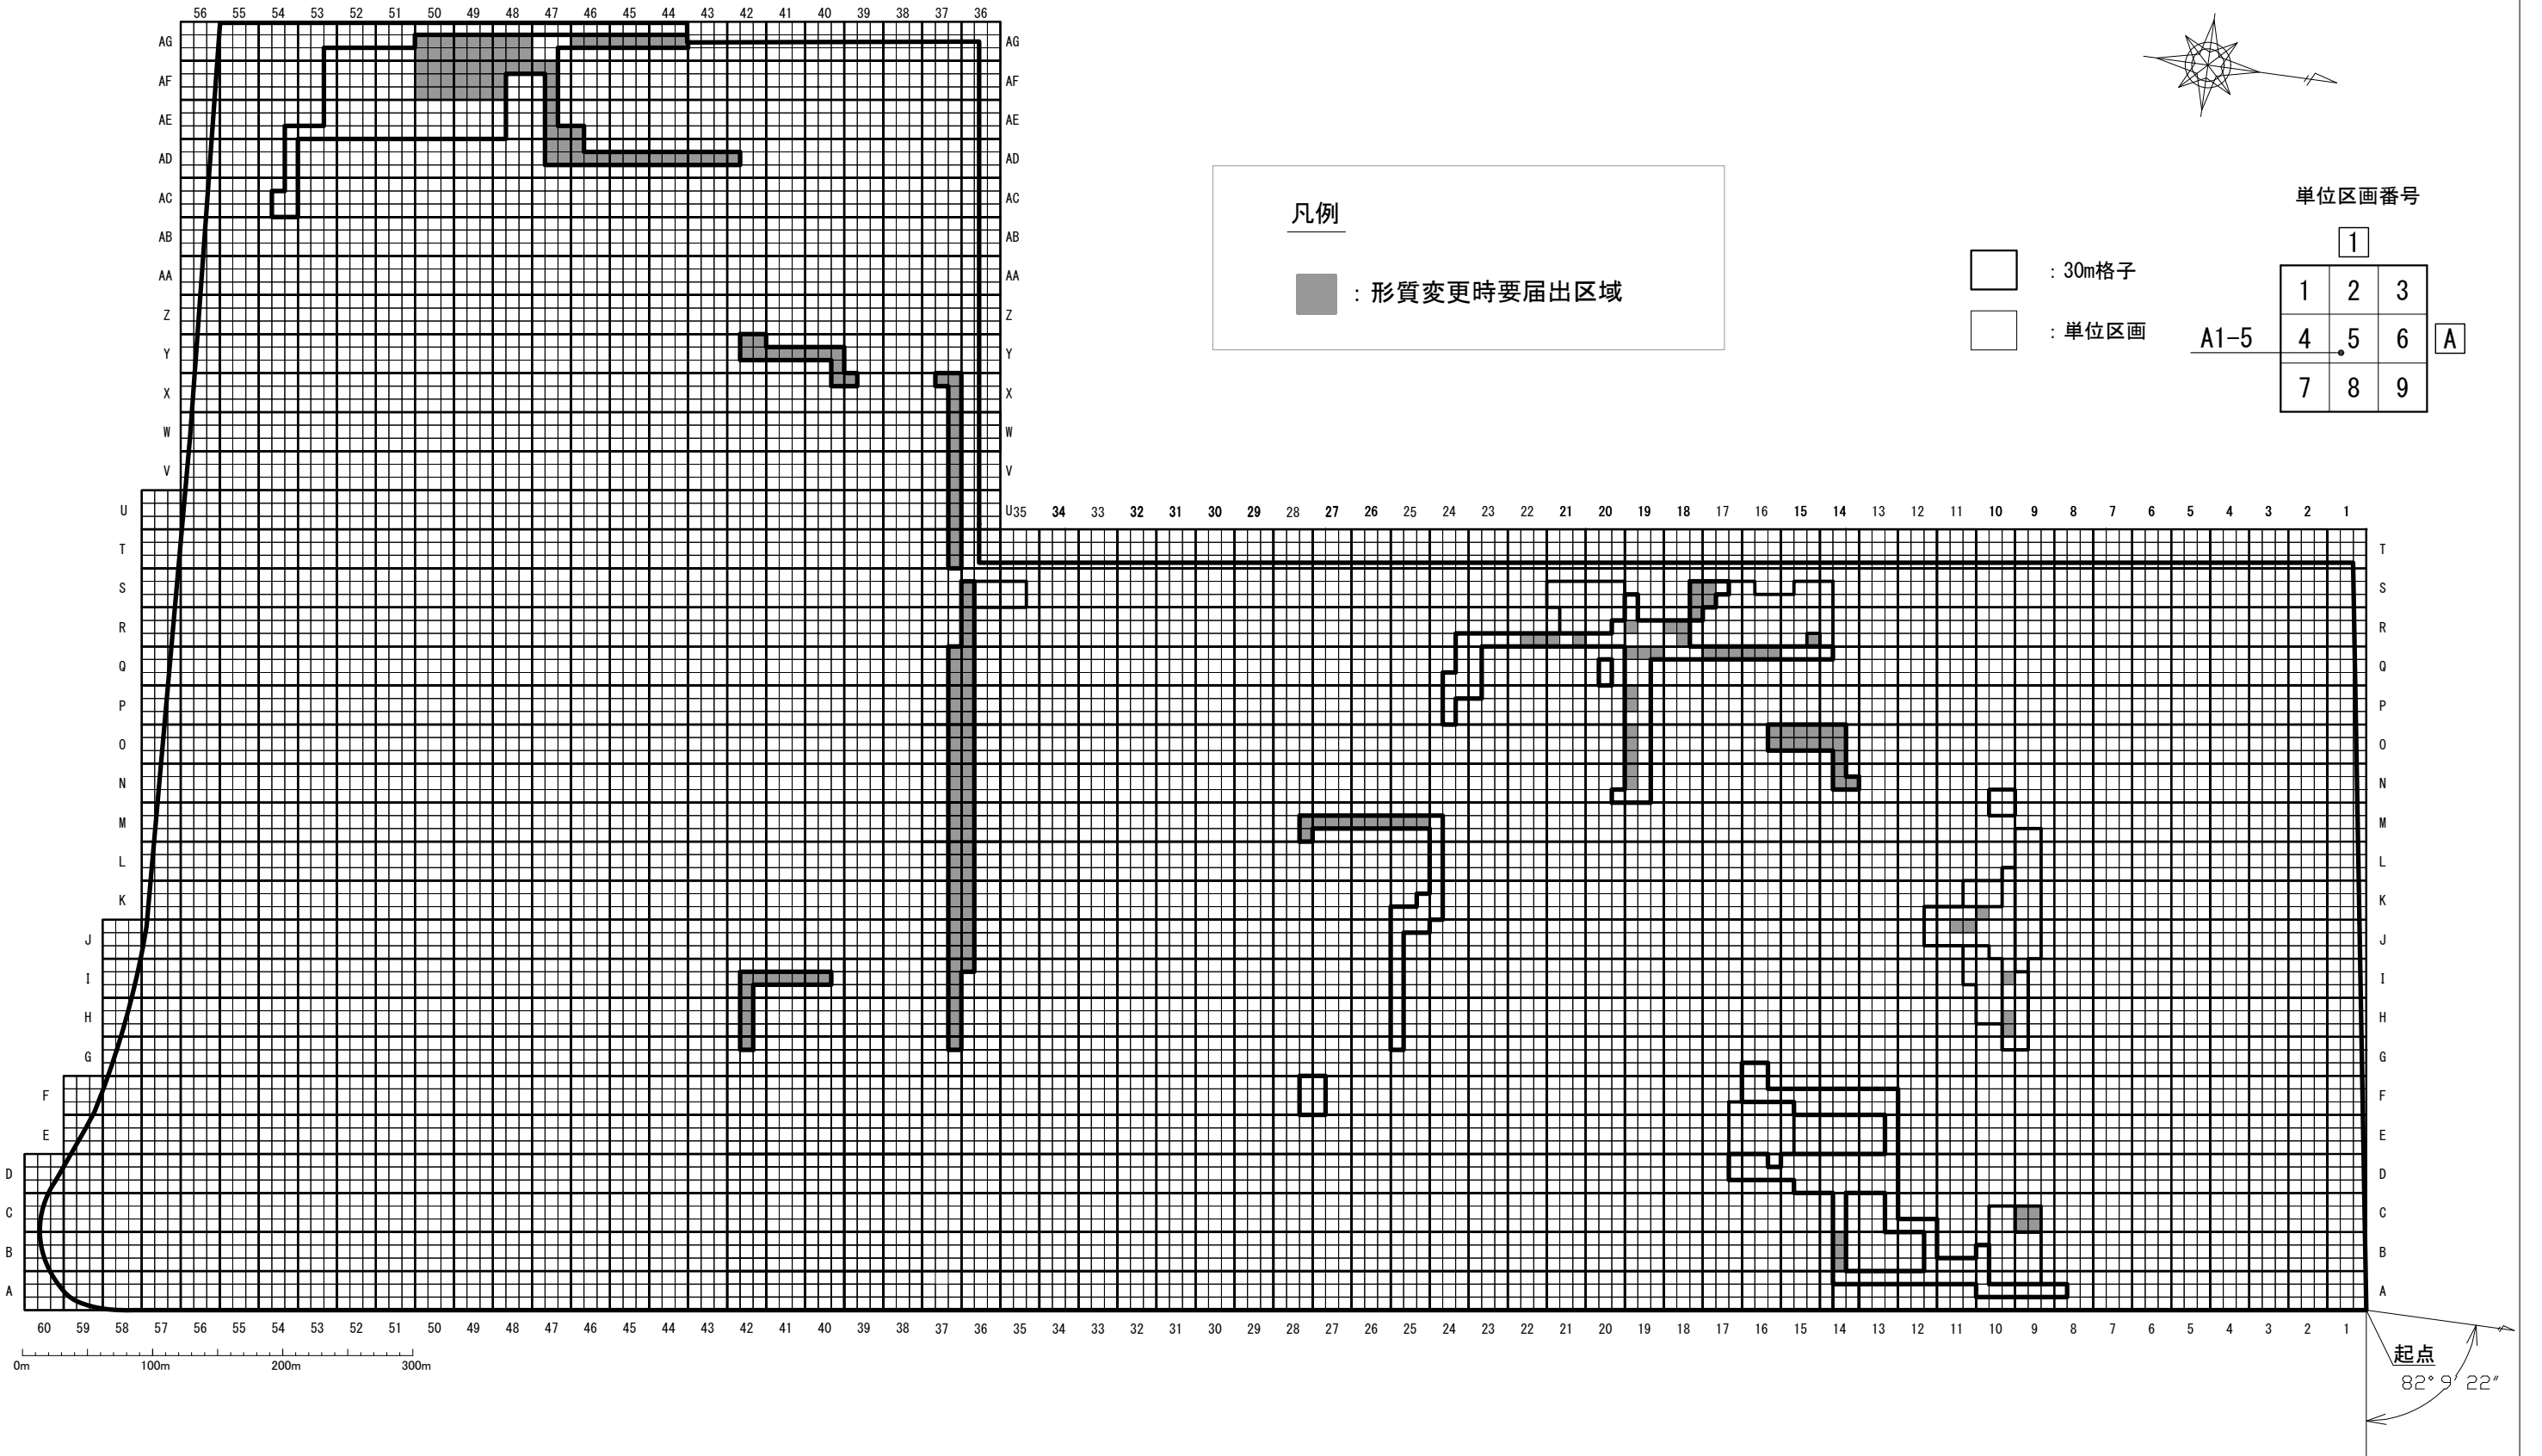 56 55 54 53 52 51 50 49 48 47 46 45 44 43 42 41 40 39 38 37 36
AG AG
AF AF
AE AE
AD AD
AC AC
AB AB
AA AA
Z Z
Y Y
X X
W W
V V
凡例
：形質変更時要届出区域
：30m格子
：単位区画
単位区画番号
1
1 2 3
A1-5 4 5 6 A
7 8 9
U U 35 34 33 32 31 30 29 28 27 26 25 24 23 22 21 20 19 18 17 16 15 14 13 12 11 10 9 8 7 6 5 4 3 2 1
T T
S S
R R
Q Q
P P
O O
N N
M M
L L
K K
J J
I I
H H
G G
F F
E E
D D
C C
B B
A A
60 59 58 57 56 55 54 53 52 51 50 49 48 47 46 45 44 43 42 41 40 39 38 37 36 35 34 33 32 31 30 29 28 27 26 25 24 23 22 21 20 19 18 17 16 15 14 13 12 11 10 9 8 7 6 5 4 3 2 1
0m 100m 200m 300m
起点
82° 9′ 22″